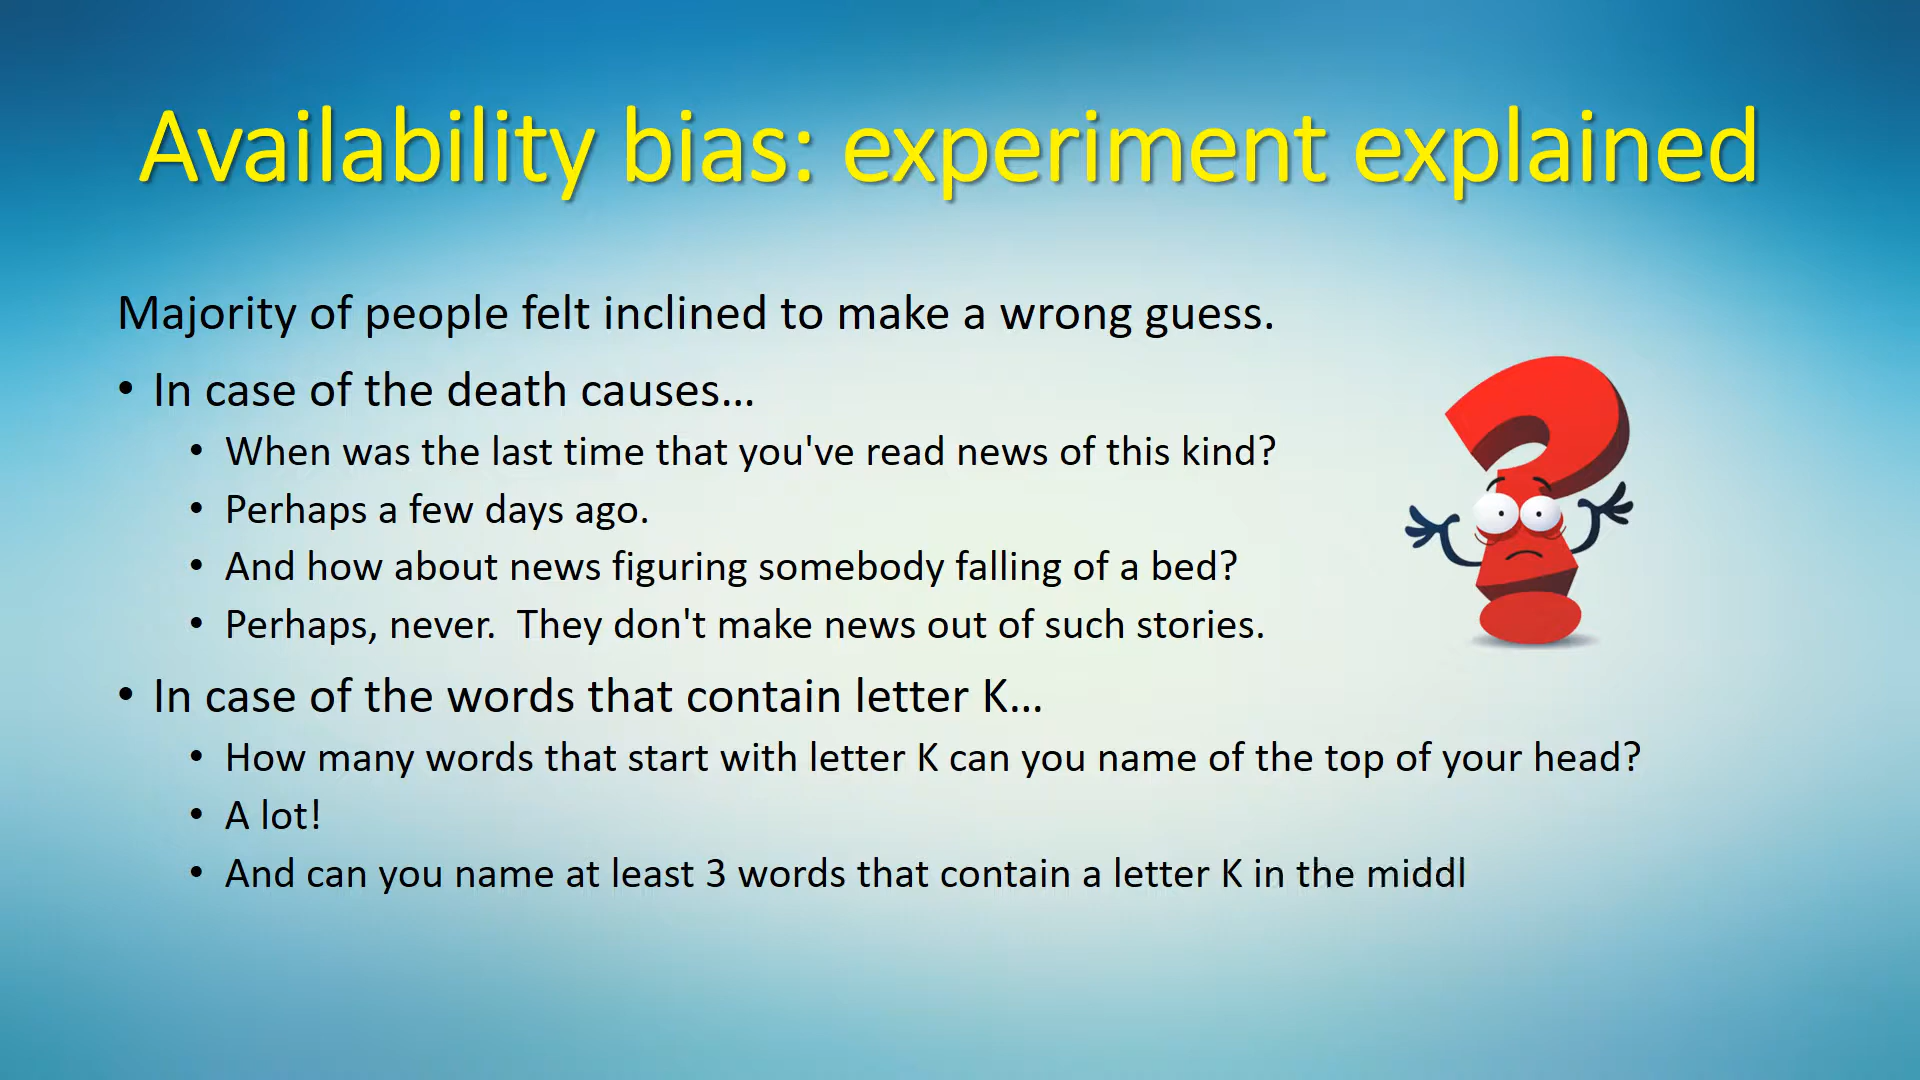 Availability bias: experiment explained
Majority of people felt inclined to make a wrong guess.
• In case of the death causes...
• When was the last time that you've read news of this kind?
• Perhaps a few days ago.
• And how about news figuring somebody falling of a bed?
• Perhaps, never.  They don't make news out of such stories.
• In case of the words that contain letter K...
• How many words that start with letter K can you name of the top of your head?
• A lot!
• And can you name at least 3 words that contain a letter K in the middl